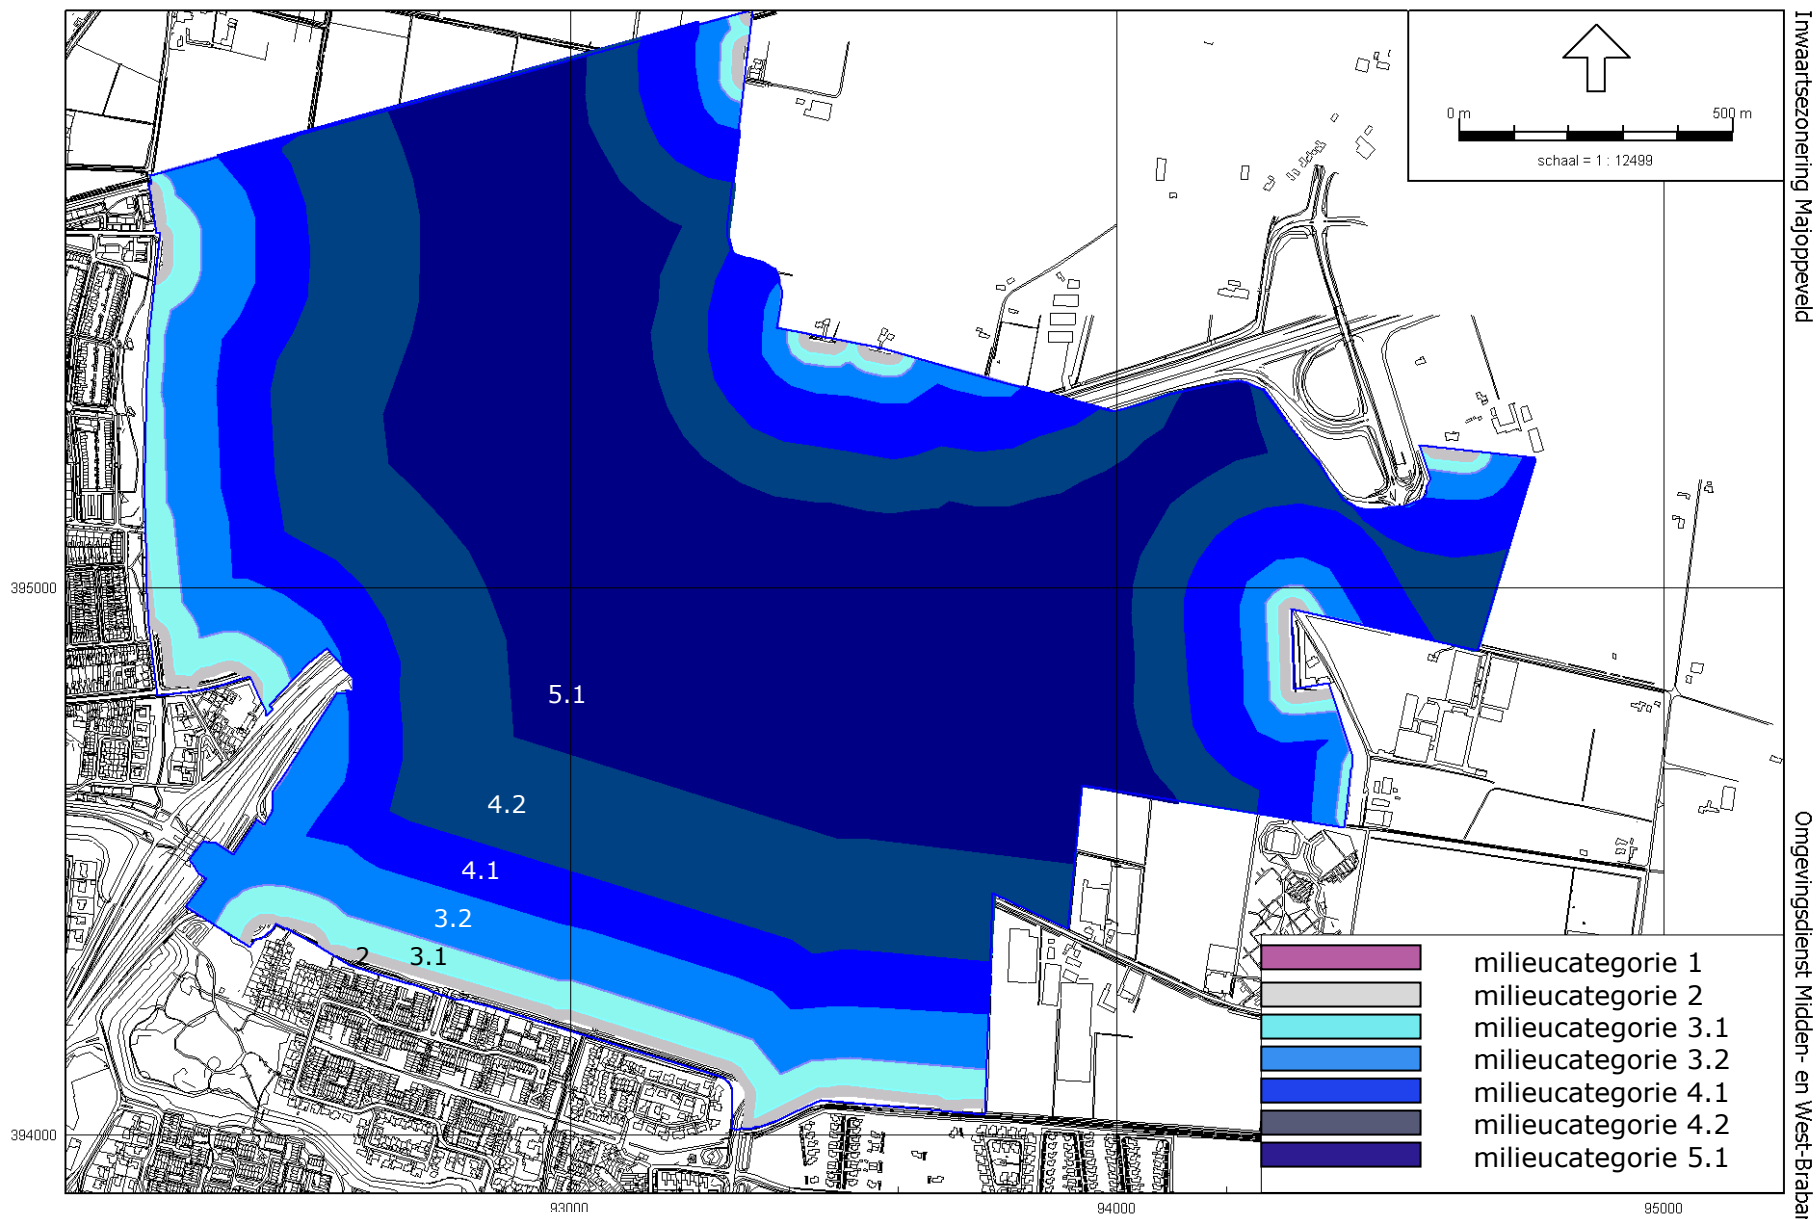 0 m
500 m
schaal = 1 : 12499
Inwaartsezonering Majoppeveld
395000
5.1
4.2
4.1
3.2
3.1
2
394000
milieucategorie 1
milieucategorie 2
milieucategorie 3.1
milieucategorie 3.2
milieucategorie 4.1
milieucategorie 4.2
milieucategorie 5.1
Omgevingsdienst Midden- en West-Braban
93000
94000
95000